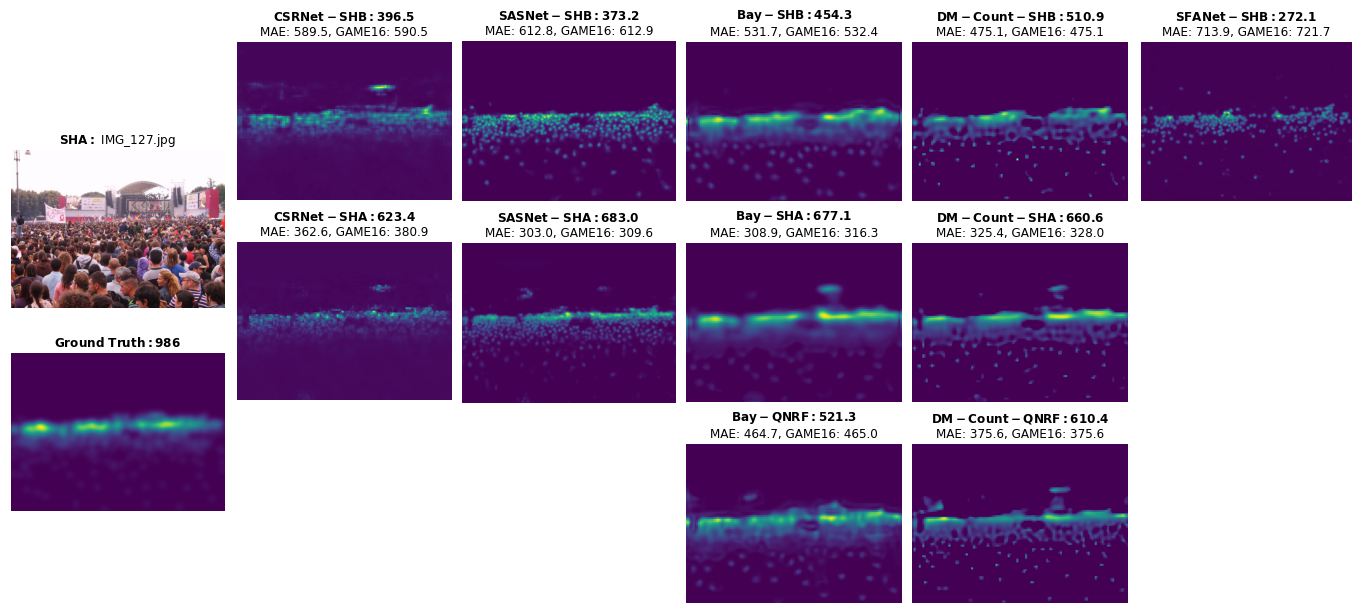 CSRNet − SHB : 396.5
MAE: 589.5, GAME16: 590.5
SASNet − SHB : 373.2
MAE: 612.8, GAME16: 612.9
Bay − SHB : 454.3
MAE: 531.7, GAME16: 532.4
DM − Count − SHB : 510.9
MAE: 475.1, GAME16: 475.1
SFANet − SHB : 272.1
MAE: 713.9, GAME16: 721.7
SHA : IMG_127.jpg
CSRNet − SHA : 623.4
MAE: 362.6, GAME16: 380.9
SASNet − SHA : 683.0
MAE: 303.0, GAME16: 309.6
Bay − SHA : 677.1
MAE: 308.9, GAME16: 316.3
DM − Count − SHA : 660.6
MAE: 325.4, GAME16: 328.0
Ground Truth : 986
Bay − QNRF : 521.3
MAE: 464.7, GAME16: 465.0
DM − Count − QNRF : 610.4
MAE: 375.6, GAME16: 375.6